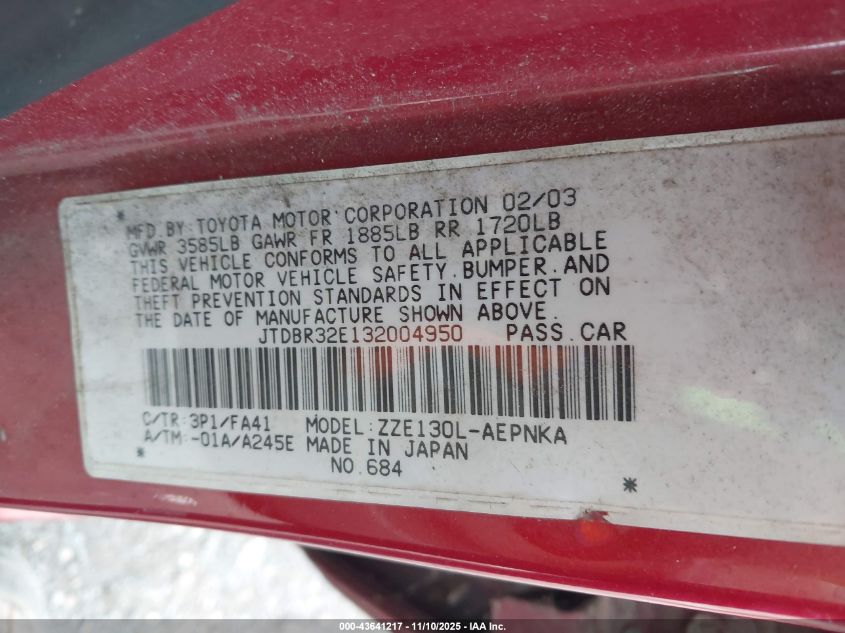 * MFD.BY:TOYOTA MOTOR CORPORATION 02/03
GVWR 3585LB GAWR FR 1885LB RR 1720LB
THIS VEHICLE CONFORMS TO ALL APPLICABLE
FEDERAL MOTOR VEHICLE SAFETY.BUMPER.AND
THEFT PREVENTION STANDARDS IN EFFECT ON
THE DATE OF MANUFACTURE SHOWN ABOVE.
JTDBR32E132004950 PASS.CAR
C/TR:3P1/FA41 MODEL:ZZE130L-AEPNKA
A/TM:-01A/A245E MADE IN JAPAN
* NO.684 *
000-43641217 - 11/10/2025 - IAA Inc.